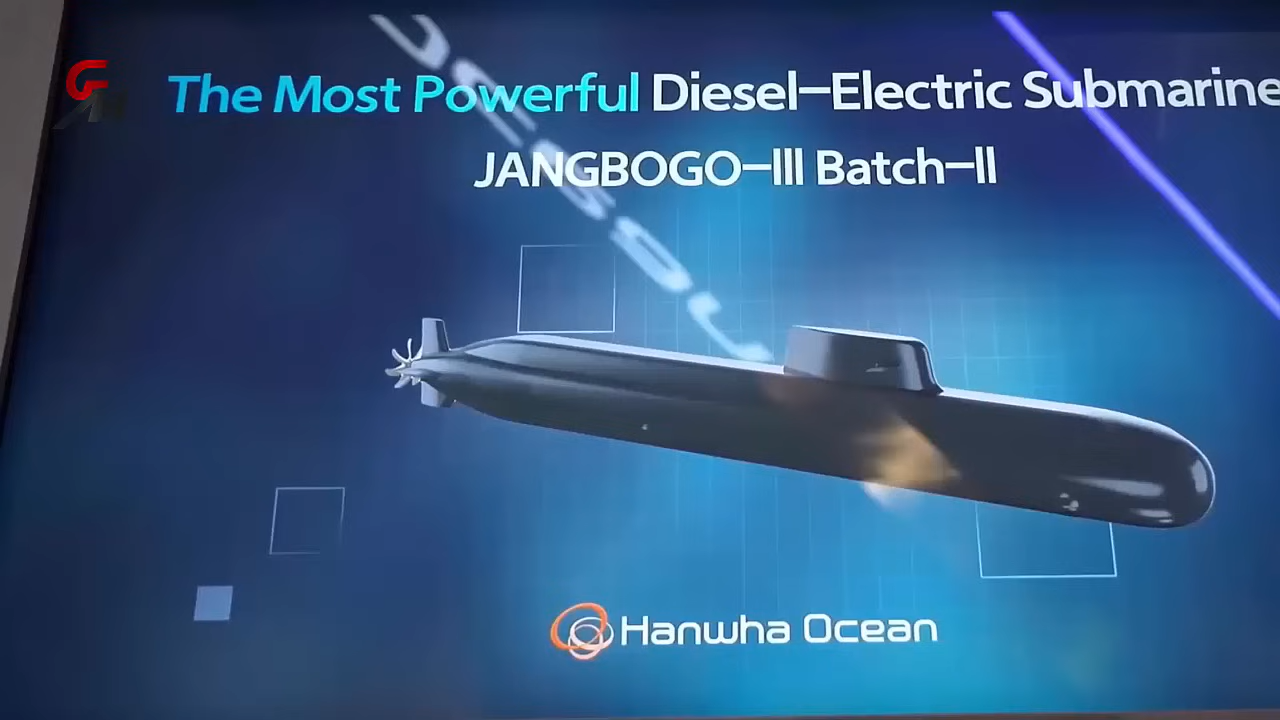 The Most Powerful Diesel-Electric Submarine
JANGBOGO-III Batch-II
Hanwha Ocean